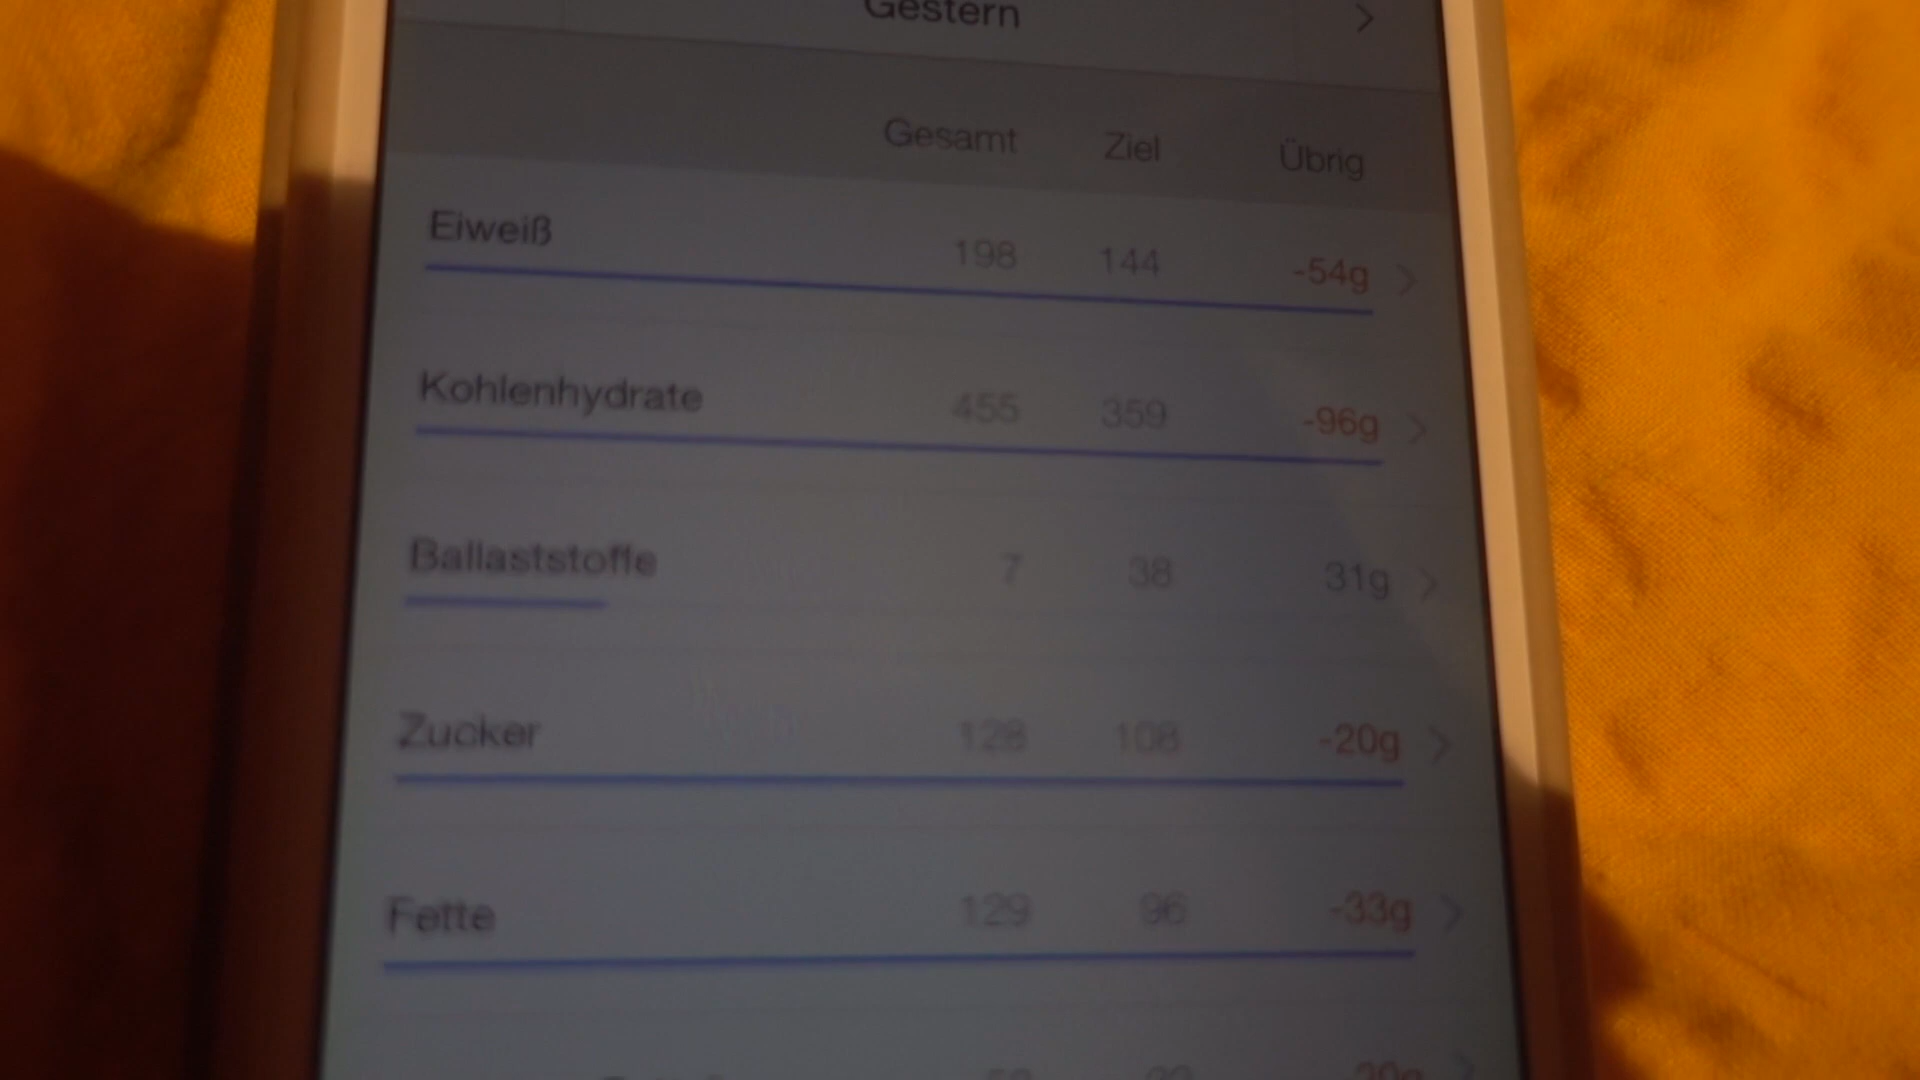 Gestern
Gesamt Ziel Übrig
Eiweiß 198 144 -54g
Kohlenhydrate 455 359 -96g
Ballaststoffe 7 38 31g
Zucker 128 108 -20g
Fette 129 96 -33g